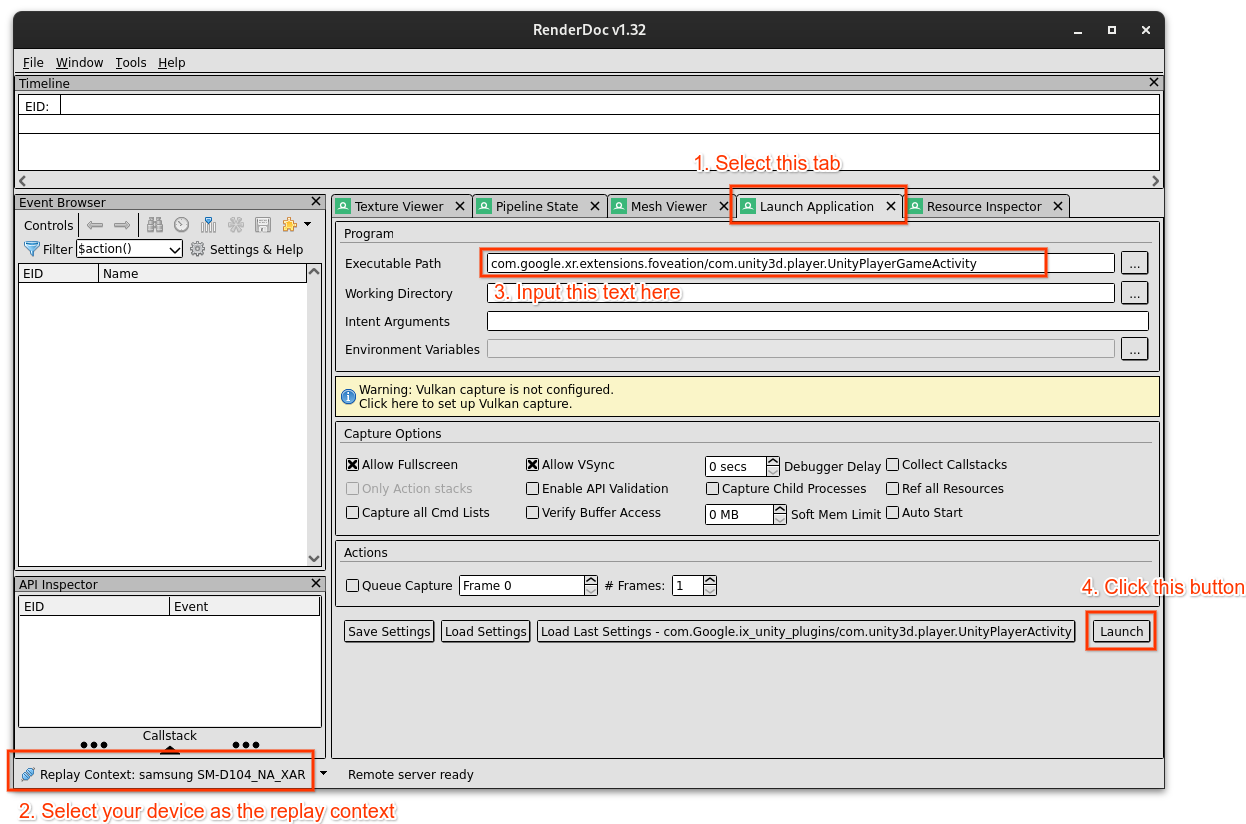 RenderDoc v1.32
File Window Tools Help
Timeline
EID:
1. Select this tab
Event Browser
Controls
Filter $action() Settings & Help
EID Name
Texture Viewer Pipeline State Mesh Viewer Launch Application Resource Inspector
Program
Executable Path com.google.xr.extensions.foveation/com.unity3d.player.UnityPlayerGameActivity ...
Working Directory ...
3. Input this text here
Intent Arguments
Environment Variables ...
Warning: Vulkan capture is not configured.
Click here to set up Vulkan capture.
Capture Options
Allow Fullscreen Allow VSync 0 secs Debugger Delay Collect Callstacks
Only Action stacks Enable API Validation Capture Child Processes Ref all Resources
Capture all Cmd Lists Verify Buffer Access 0 MB Soft Mem Limit Auto Start
Actions
Queue Capture Frame 0 # Frames: 1
4. Click this button
Save Settings Load Settings Load Last Settings - com.Google.ix_unity_plugins/com.unity3d.player.UnityPlayerActivity Launch
API Inspector
EID Event
Callstack
Replay Context: samsung SM-D104_NA_XAR Remote server ready
2. Select your device as the replay context